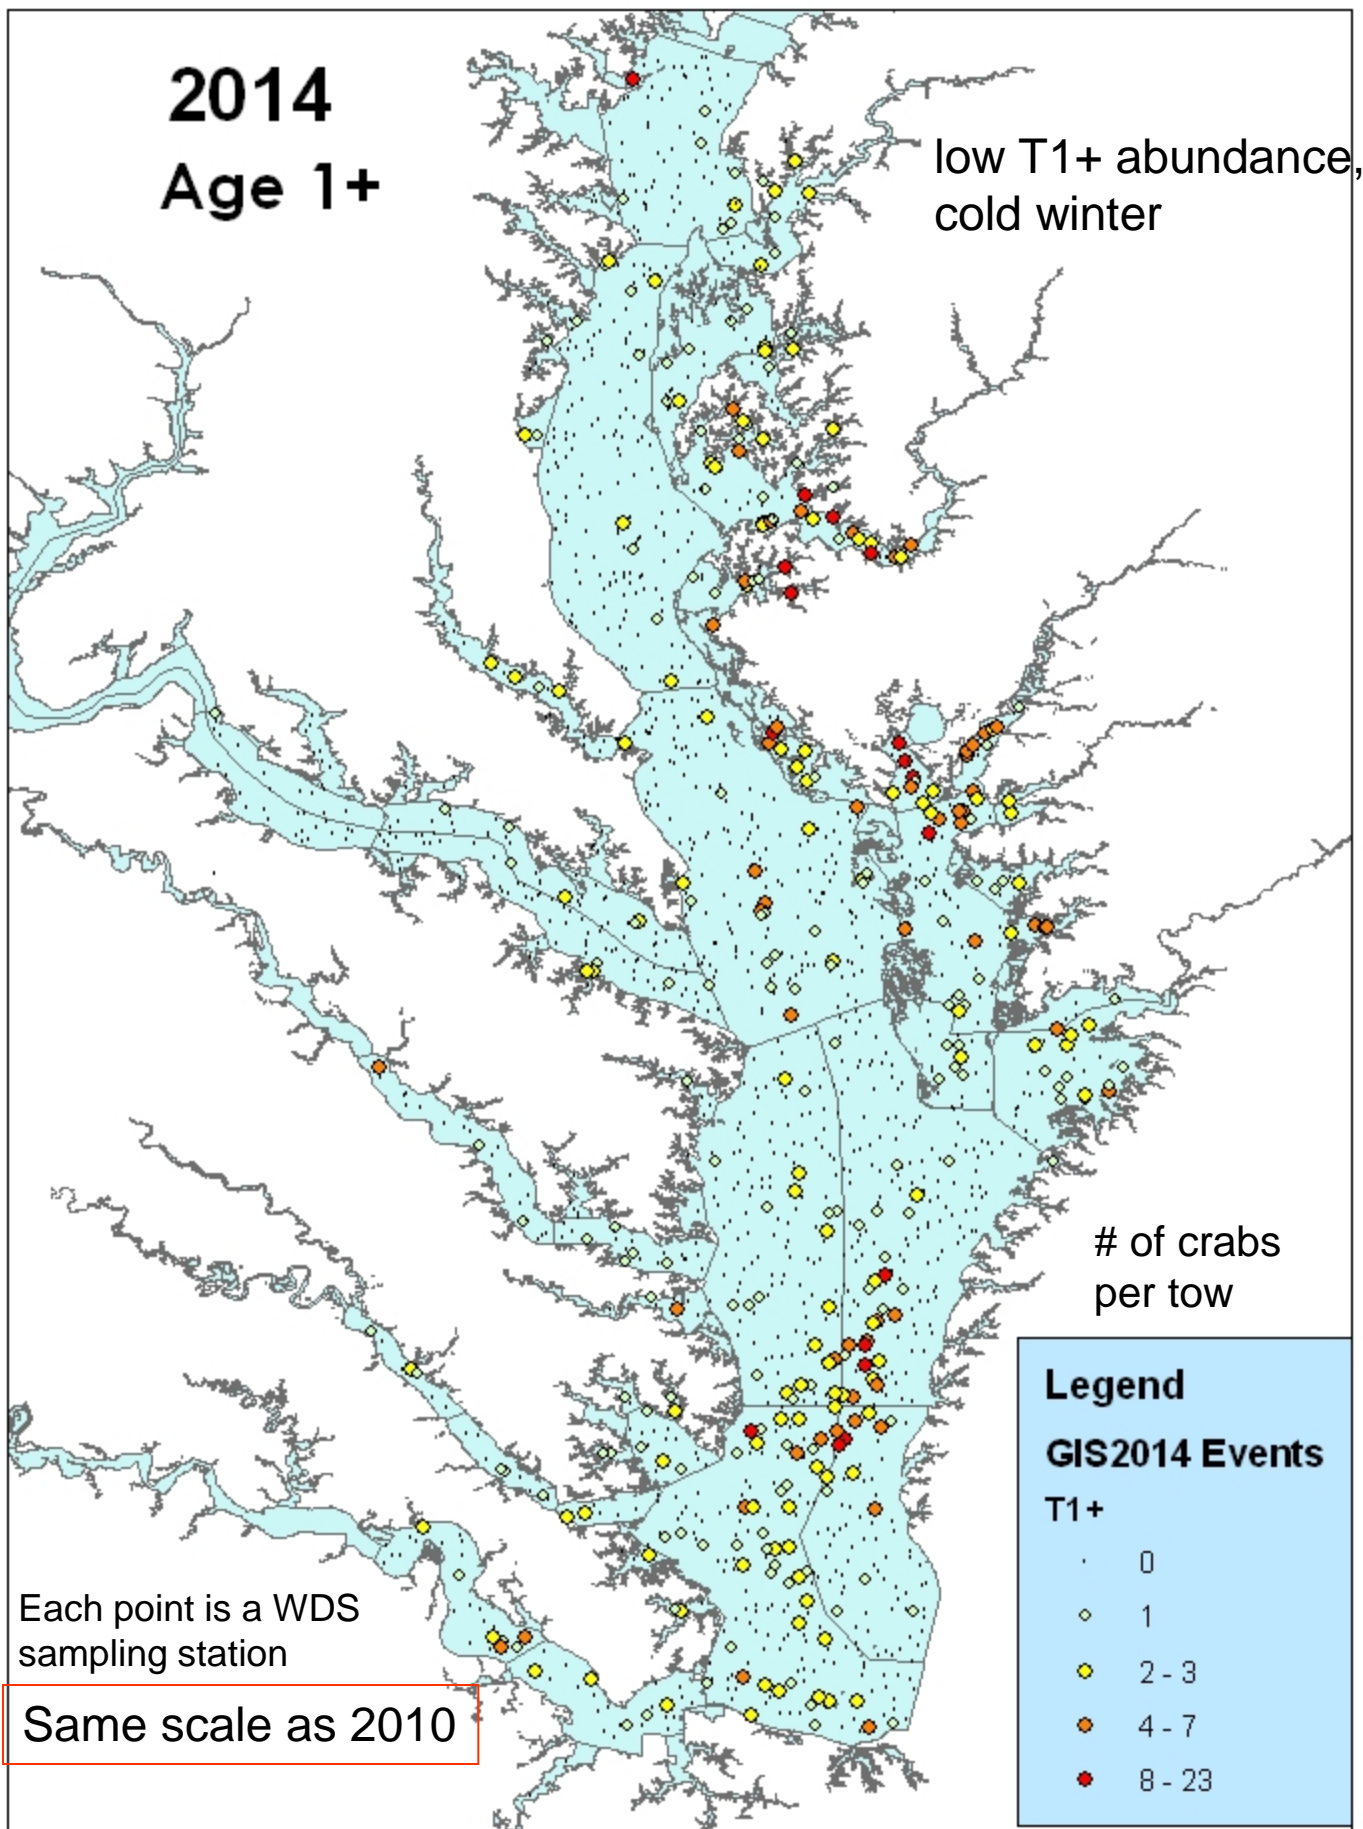 2014
Age 1+
low T1+ abundance,
cold winter
# of crabs
per tow
Legend
GIS2014 Events
T1+
0
1
2 - 3
4 - 7
8 - 23
Each point is a WDS
sampling station
Same scale as 2010